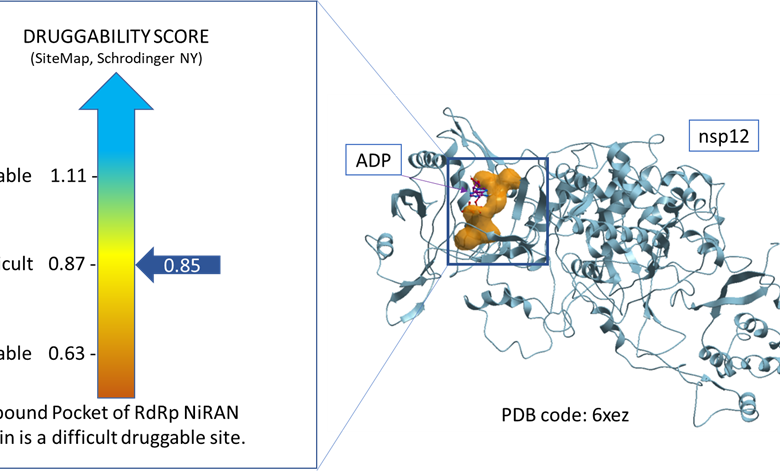 DRUGGABILITY SCORE
(SiteMap, Schrodinger NY)
able 1.11 -
icult 0.87 -
0.85
able 0.63 -
ound Pocket of RdRp NiRAN
in is a difficult druggable site.
ADP
nsp12
PDB code: 6xez